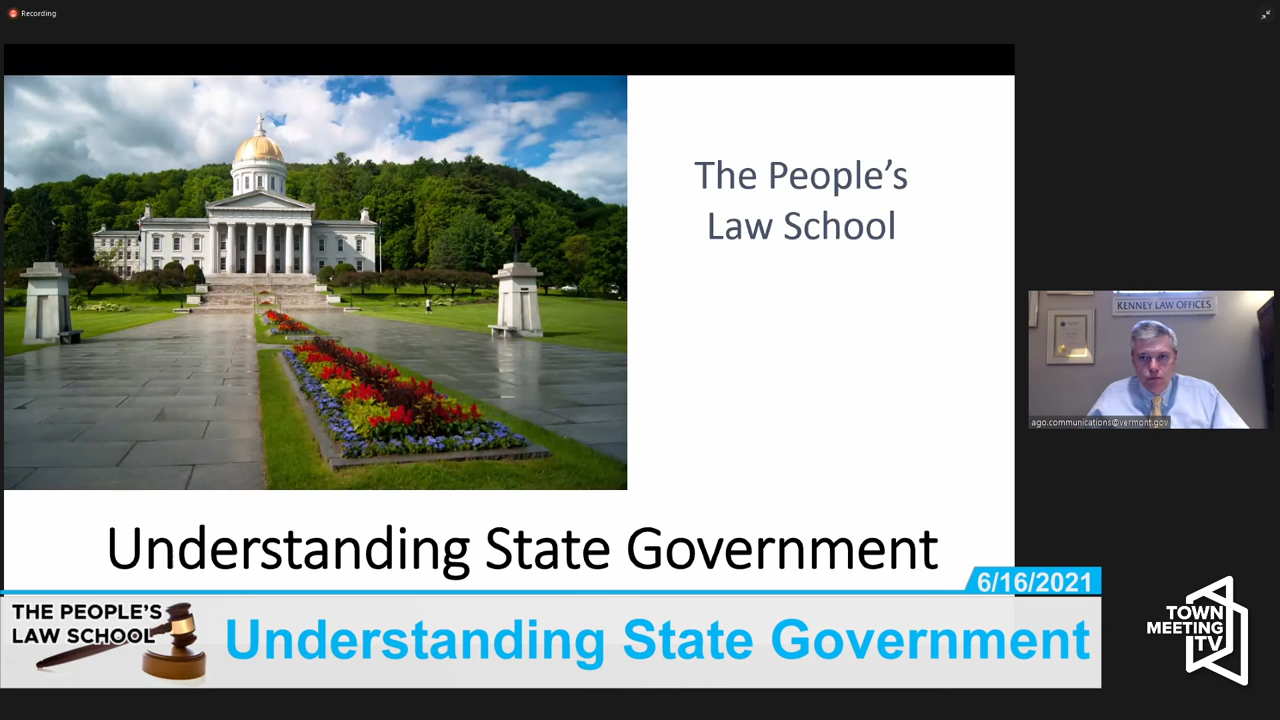 Recording
The People's
Law School
KENNEY LAW OFFICES
ago.communications@vermont.gov
Understanding State Government
6/16/2021
THE PEOPLE'S
LAW SCHOOL
Understanding State Government
TOWN
MEETING
TV